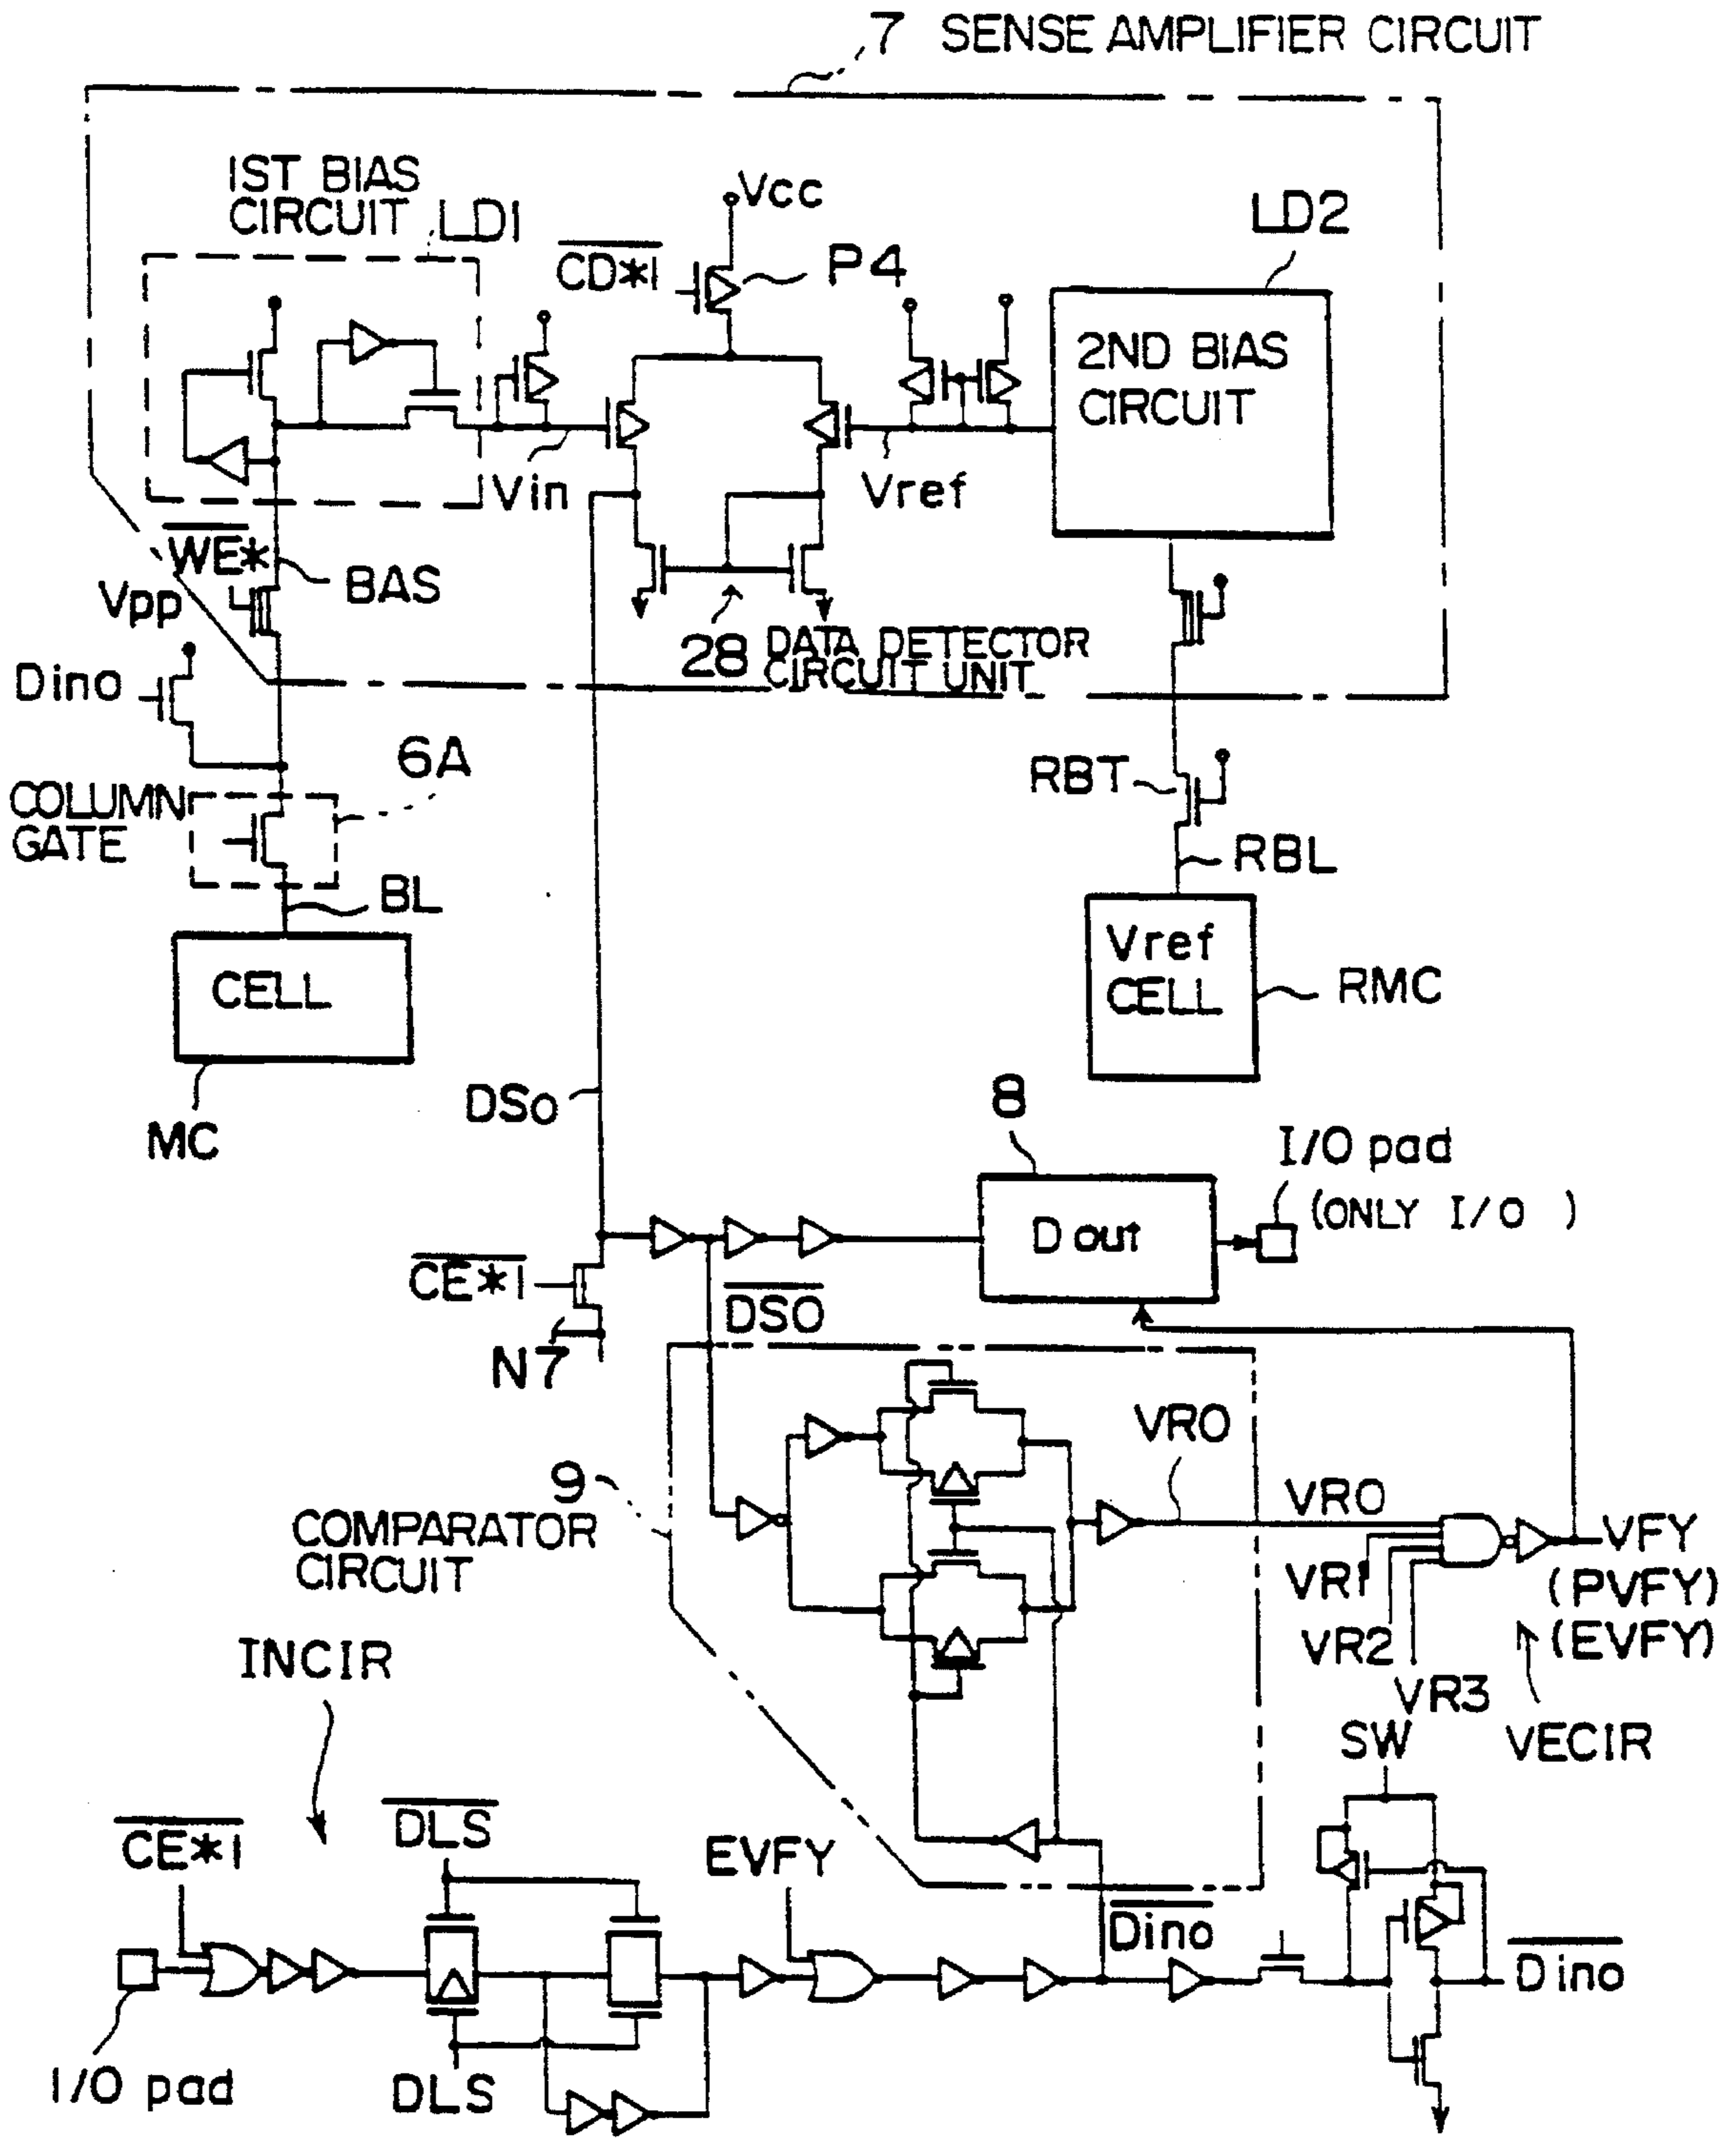 7 SENSE AMPLIFIER CIRCUIT
1ST BIAS
CIRCUIT LD1
Vcc
LD2
CD*1
P4
2ND BIAS
CIRCUIT
Vin
Vref
WE*
BAS
Vpp
28 DATA DETECTOR
CIRCUIT UNIT
Dino
6A
RBT
COLUMN
GATE
RBL
BL
Vref
CELL
CELL
RMC
DSo
8
MC
I/O pad
(ONLY I/O )
D out
CE*1
DSO
N7
VRO
9
VRO
COMPARATOR
CIRCUIT
VFY
VR1
(PVFY)
VR2
(EVFY)
INCIR
VR3
SW
VECIR
DLS
CE*1
EVFY
Dino
Dino
I/O pad
DLS